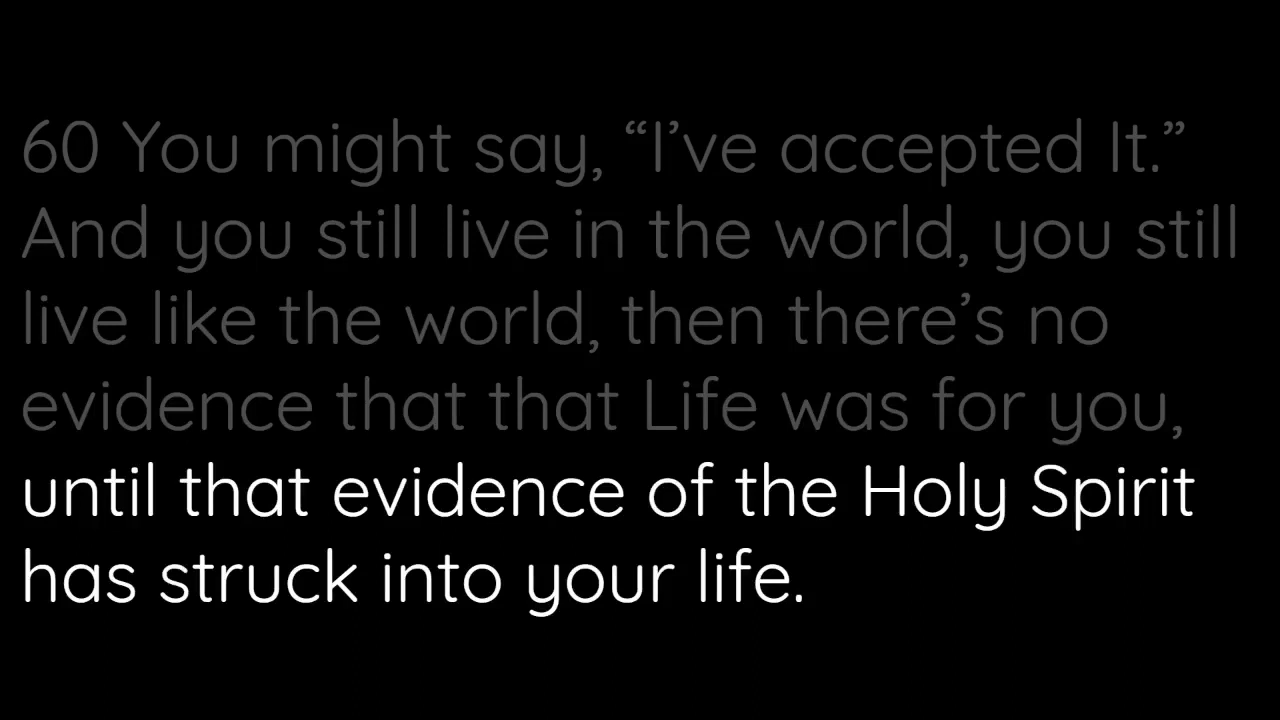 60 You might say, “I’ve accepted It.”
And you still live in the world, you still
live like the world, then there’s no
evidence that that Life was for you,
until that evidence of the Holy Spirit
has struck into your life.